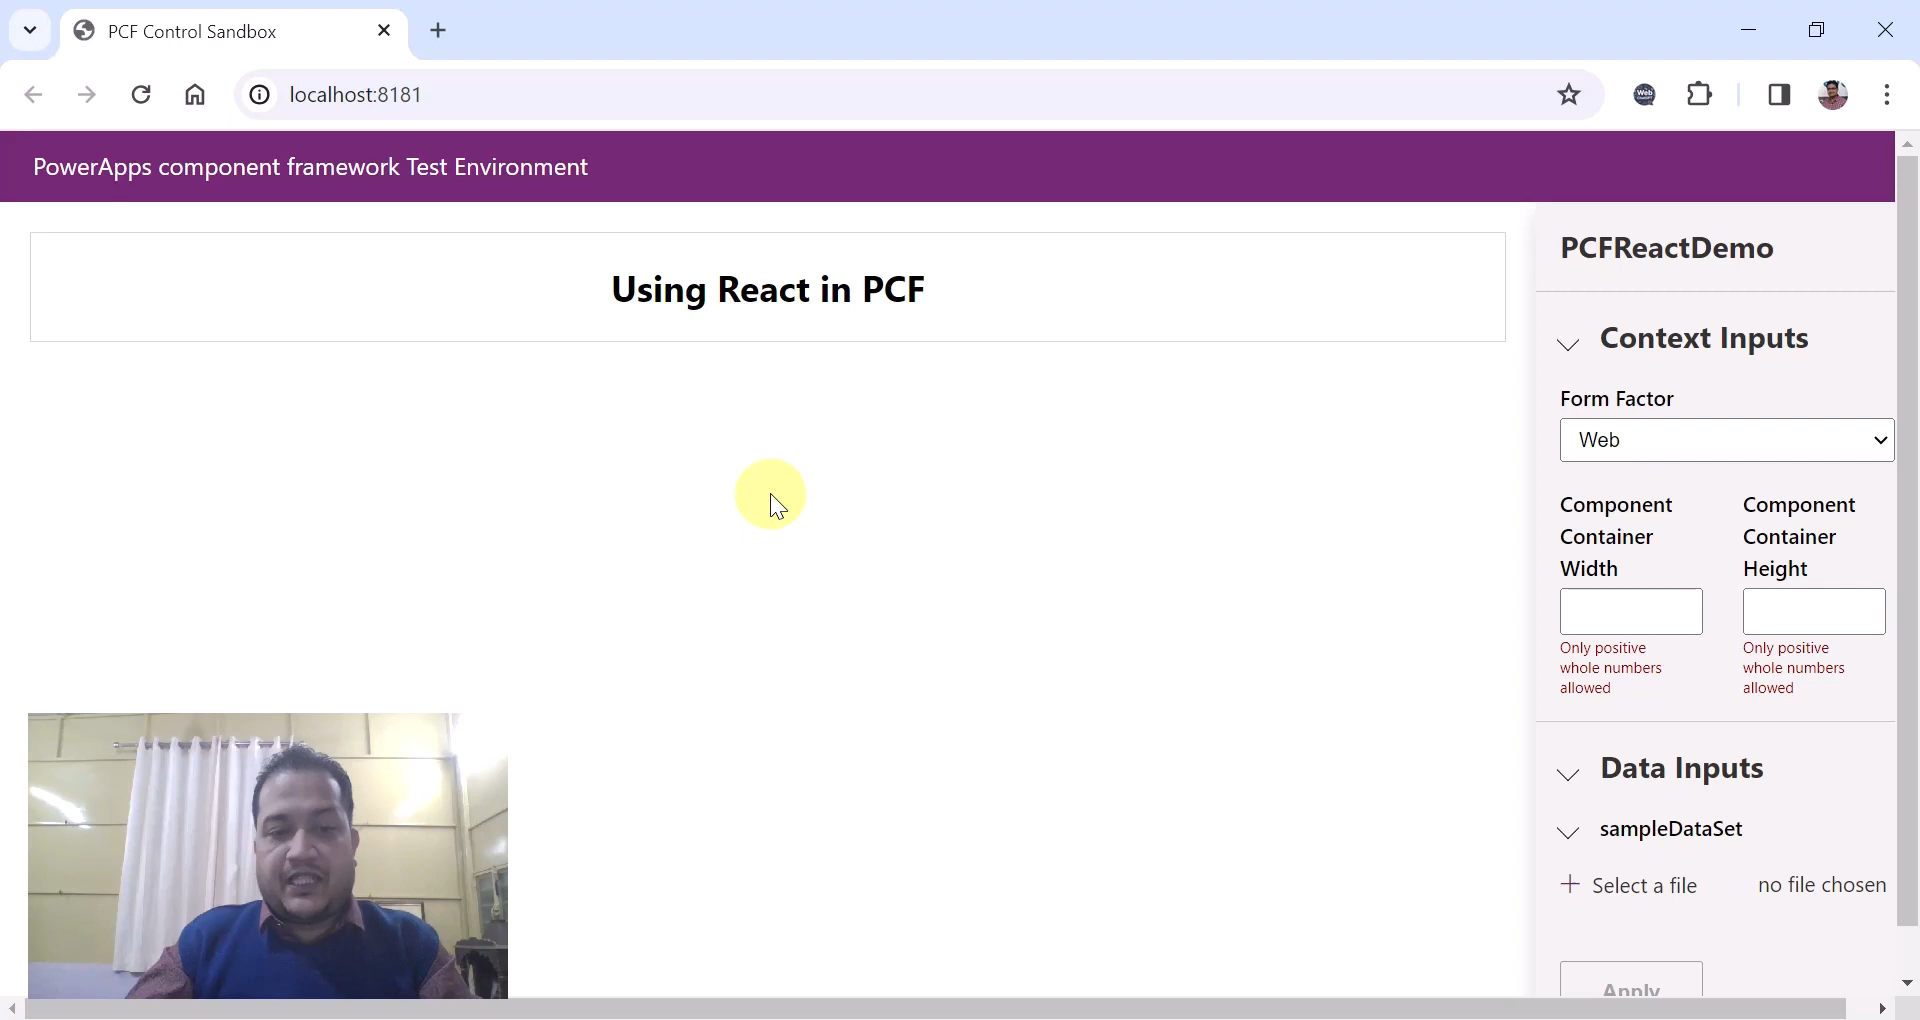 PCF Control Sandbox
localhost:8181
Web
PowerApps component framework Test Environment
Using React in PCF
PCFReactDemo
Context Inputs
Form Factor
Web
Component Container Width
Component Container Height
Only positive whole numbers allowed
Only positive whole numbers allowed
Data Inputs
sampleDataSet
Select a file
no file chosen
Apply